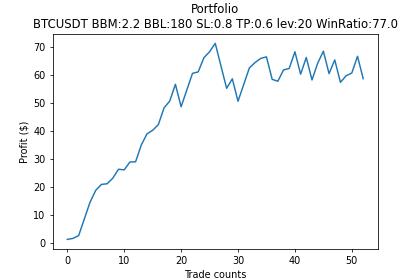 Portfolio
BTCUSDT BBM:2.2 BBL:180 SL:0.8 TP:0.6 lev:20 WinRatio:77.0
Profit ($)
70
60
50
40
30
20
10
0
0 10 20 30 40 50
Trade counts